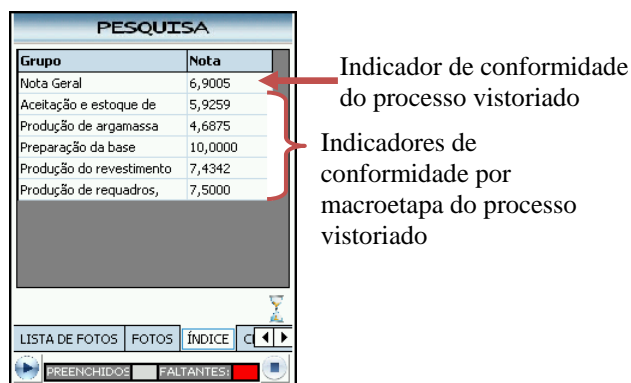 PESQUISA
Grupo Nota
Nota Geral 6,9005
Aceitação e estoque de 5,9259
Produção de argamassa 4,6875
Preparação da base 10,0000
Produção do revestimento 7,4342
Produção de requadros, 7,5000
LISTA DE FOTOS FOTOS ÍNDICE
PREENCHIDOS FALTANTES:
Indicador de conformidade
do processo vistoriado
Indicadores de
conformidade por
macroetapa do processo
vistoriado